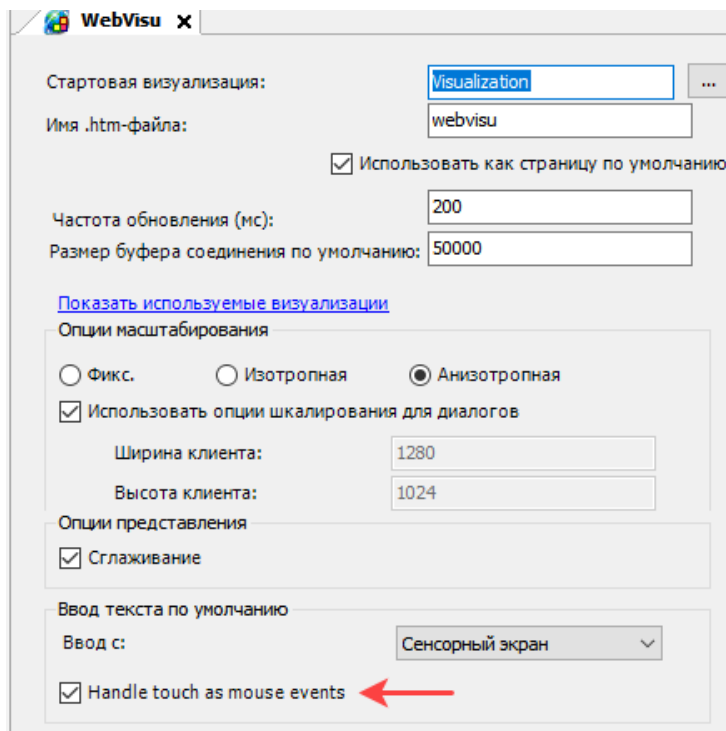 WebVisu
Стартовая визуализация: Visualization ...
Имя .htm-файла: webvisu
Использовать как страницу по умолчанию
Частота обновления (мс): 200
Размер буфера соединения по умолчанию: 50000
Показать используемые визуализации
Опции масштабирования
Фикс. Изотропная Анизотропная
Использовать опции шкалирования для диалогов
Ширина клиента: 1280
Высота клиента: 1024
Опции представления
Сглаживание
Ввод текста по умолчанию
Ввод с: Сенсорный экран
Handle touch as mouse events